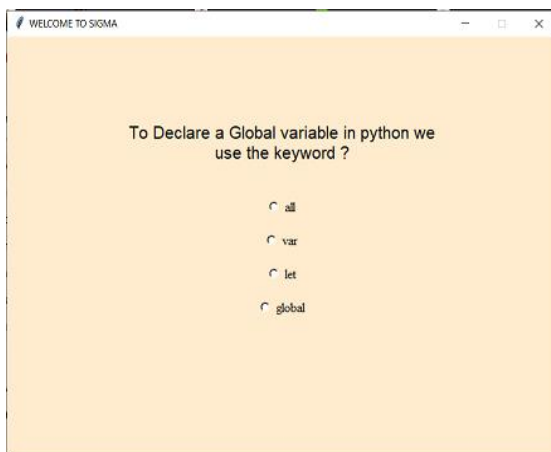 WELCOME TO SIGMA
To Declare a Global variable in python we
use the keyword ?
all
var
let
global